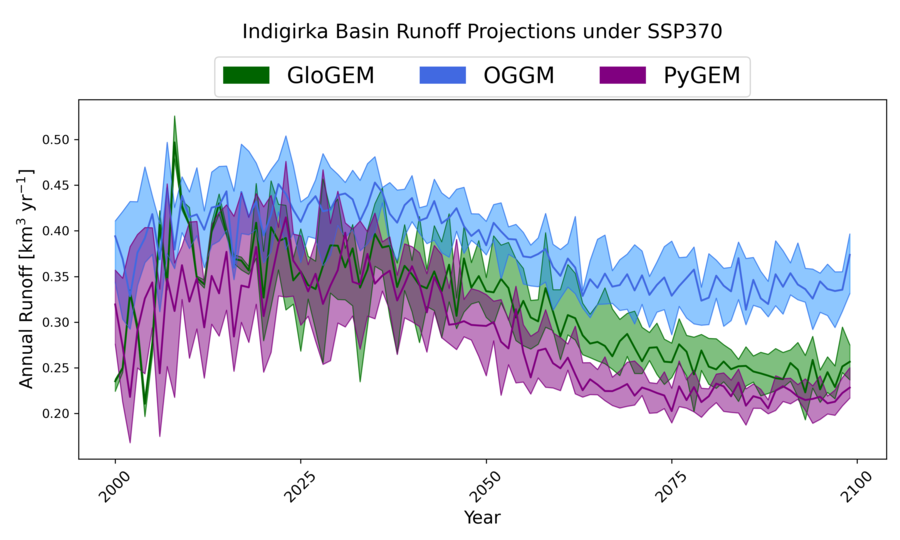 Indigirka Basin Runoff Projections under SSP370
GloGEM OGGM PyGEM
Annual Runoff [km³ yr⁻¹]
0.50
0.45
0.40
0.35
0.30
0.25
0.20
2000 2025 2050 2075 2100
Year